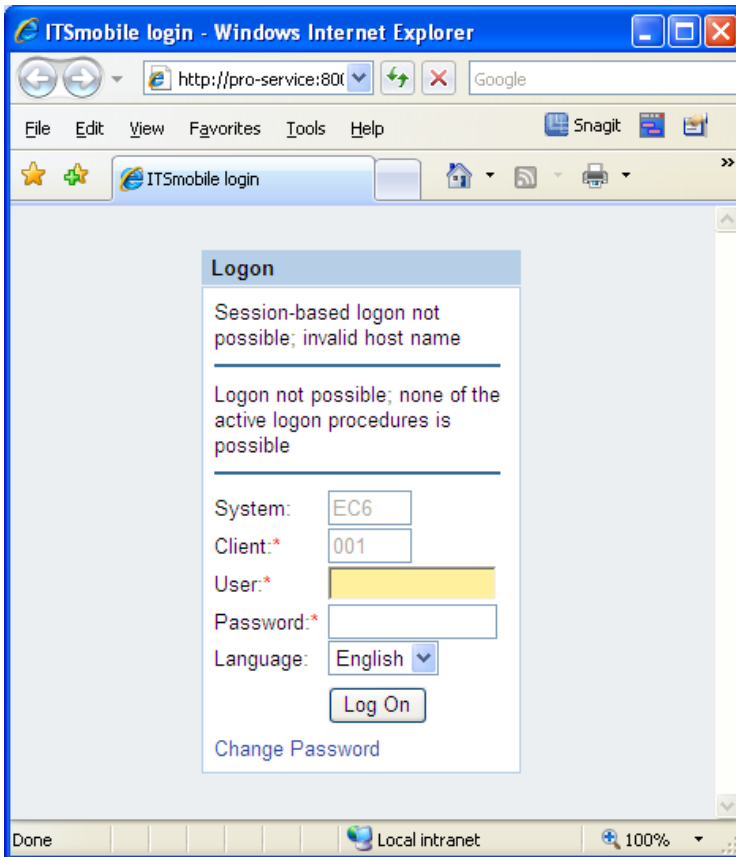 ITSmobile login - Windows Internet Explorer
http://pro-service:80(
Google
File Edit View Favorites Tools Help
Snagit
ITSmobile login
»
Logon
Session-based logon not
possible; invalid host name
Logon not possible; none of the
active logon procedures is
possible
System: EC6
Client:* 001
User:*
Password:*
Language: English
Log On
Change Password
Done
Local intranet
100%